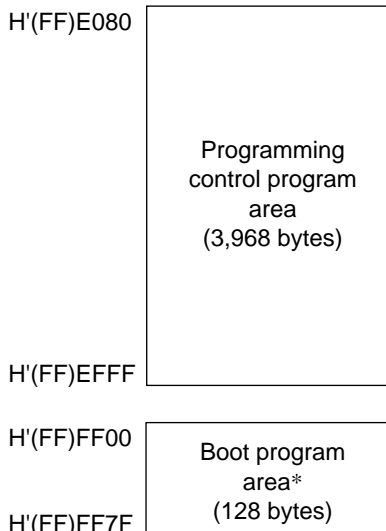 H'(FF)E080
Programming
control program
area
(3,968 bytes)
H'(FF)EFFF
H'(FF)FF00
Boot program
area*
(128 bytes)
H'(FF)FF7F